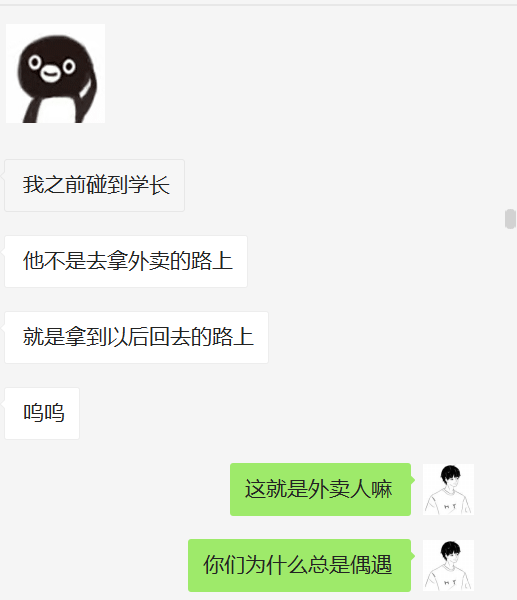 我之前碰到学长
他不是去拿外卖的路上
就是拿到以后回去的路上
呜呜
这就是外卖人嘛
你们为什么总是偶遇